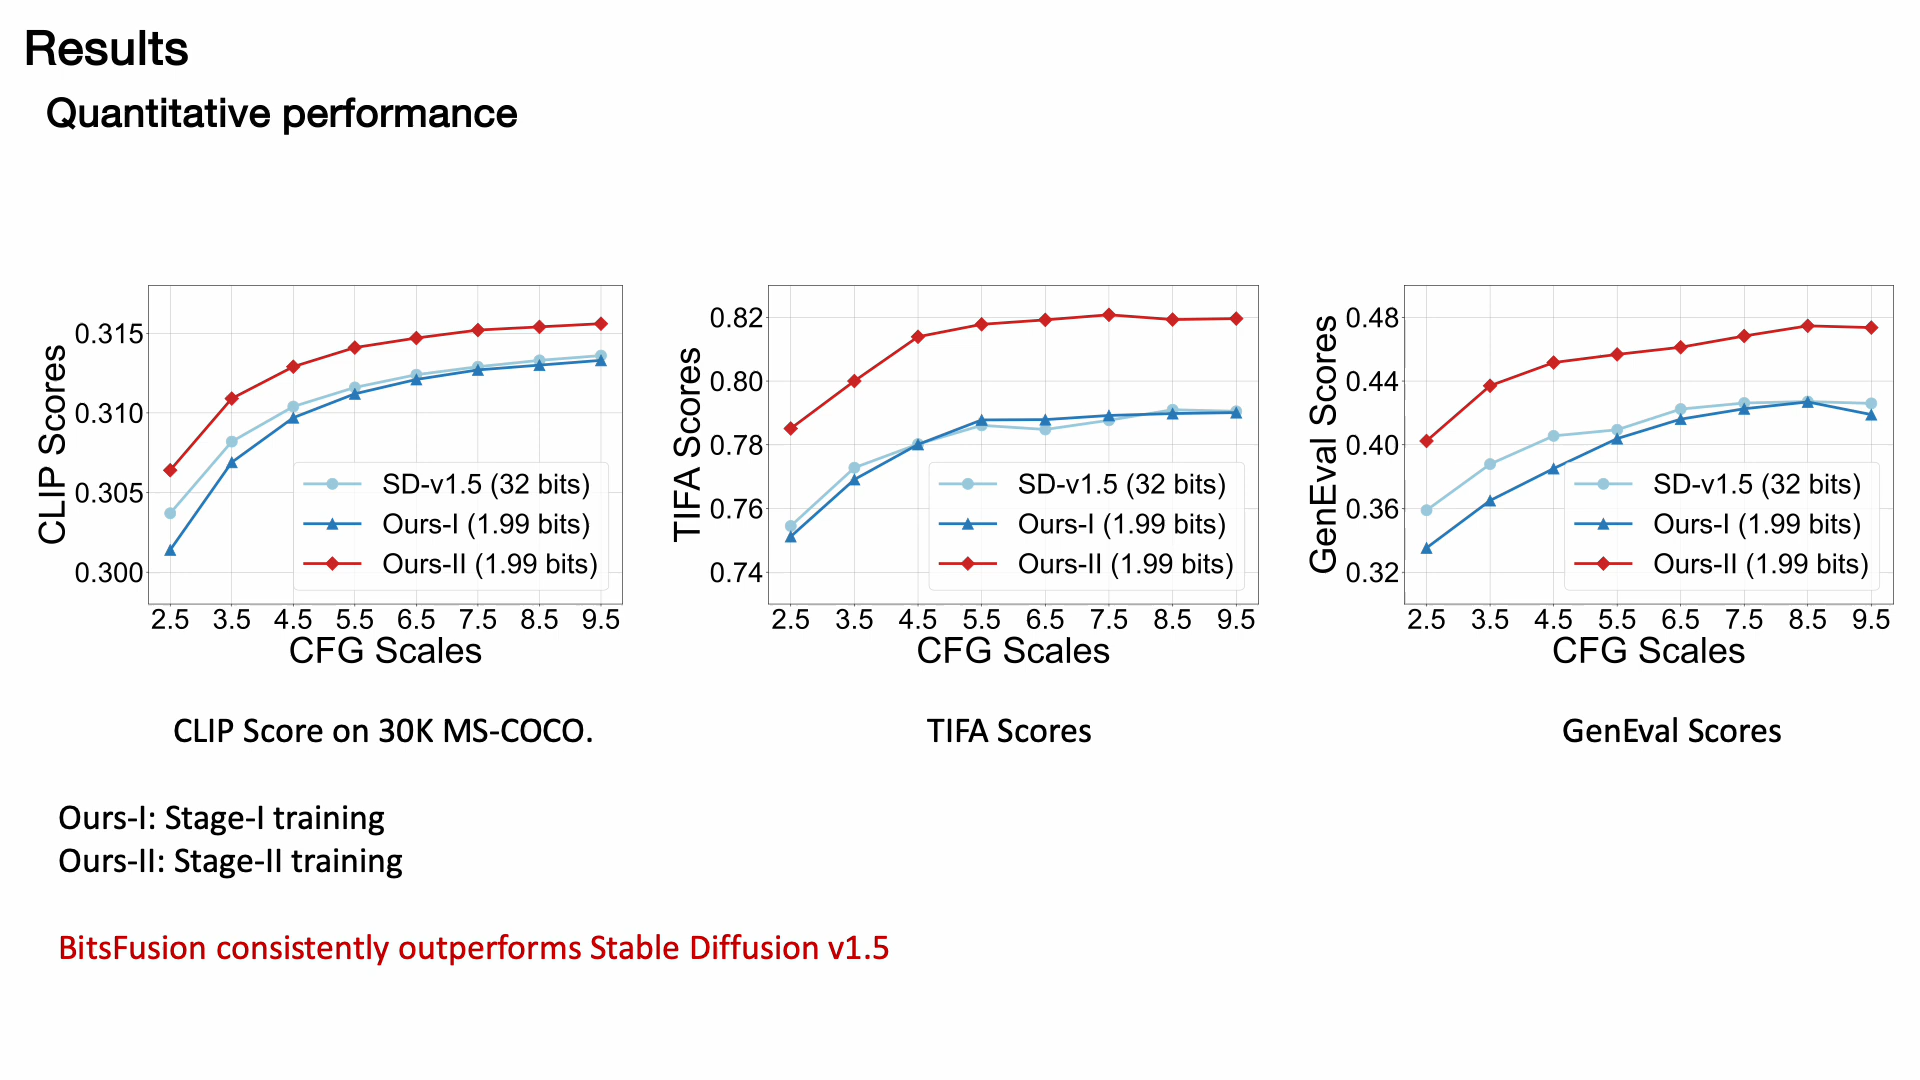 Results
Quantitative performance
CLIP Scores
0.315
0.310
0.305
0.300
SD-v1.5 (32 bits)
Ours-I (1.99 bits)
Ours-II (1.99 bits)
2.5 3.5 4.5 5.5 6.5 7.5 8.5 9.5
CFG Scales
TIFA Scores
0.82
0.80
0.78
0.76
0.74
SD-v1.5 (32 bits)
Ours-I (1.99 bits)
Ours-II (1.99 bits)
2.5 3.5 4.5 5.5 6.5 7.5 8.5 9.5
CFG Scales
GenEval Scores
0.48
0.44
0.40
0.36
0.32
SD-v1.5 (32 bits)
Ours-I (1.99 bits)
Ours-II (1.99 bits)
2.5 3.5 4.5 5.5 6.5 7.5 8.5 9.5
CFG Scales
CLIP Score on 30K MS-COCO.
TIFA Scores
GenEval Scores
Ours-I: Stage-I training
Ours-II: Stage-II training
BitsFusion consistently outperforms Stable Diffusion v1.5